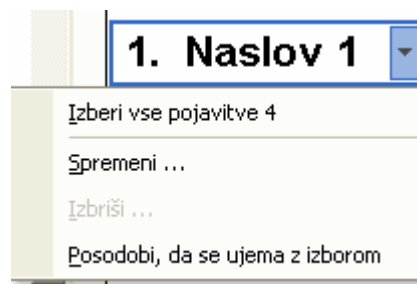 1. Naslov 1
Izberi vse pojavitve 4
Spremeni ...
Izbriši ...
Posodobi, da se ujema z izborom